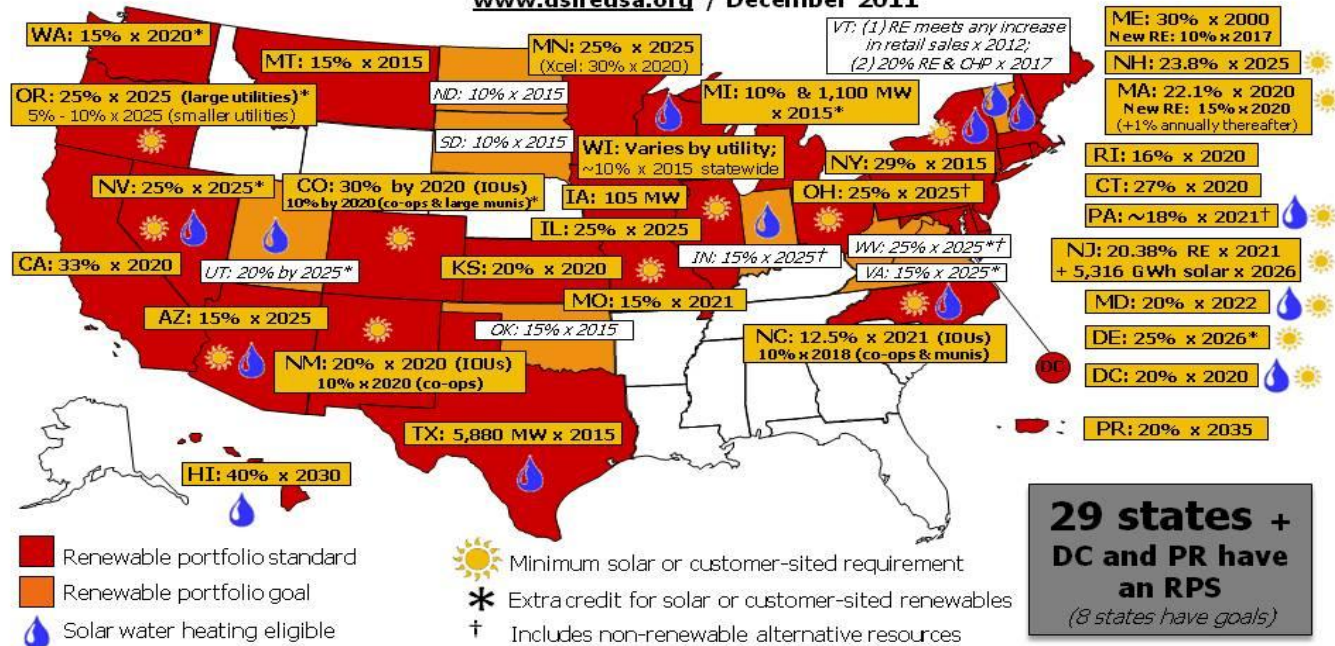 www.dsireusa.org / December 2011
WA: 15% x 2020*
MT: 15% x 2015
MN: 25% x 2025
(Xcel: 30% x 2020)
VT: (1) RE meets any increase
in retail sales x 2012;
(2) 20% RE & CHP x 2017
ME: 30% x 2000
New RE: 10% x 2017
NH: 23.8% x 2025
OR: 25% x 2025 (large utilities)*
5% - 10% x 2025 (smaller utilities)
ND: 10% x 2015
MI: 10% & 1,100 MW
x 2015*
MA: 22.1% x 2020
New RE: 15% x 2020
(+1% annually thereafter)
SD: 10% x 2015
WI: Varies by utility;
~10% x 2015 statewide
NY: 29% x 2015
RI: 16% x 2020
CT: 27% x 2020
NV: 25% x 2025*
CO: 30% by 2020 (IOUs)
10% by 2020 (co-ops & large munis)*
IA: 105 MW
OH: 25% x 2025†
PA: ~18% x 2021†
IL: 25% x 2025
WV: 25% x 2025*†
NJ: 20.38% RE x 2021
+ 5,316 GWh solar x 2026
CA: 33% x 2020
UT: 20% by 2025*
KS: 20% x 2020
IN: 15% x 2025†
VA: 15% x 2025*
MD: 20% x 2022
MO: 15% x 2021
AZ: 15% x 2025
OK: 15% x 2015
NC: 12.5% x 2021 (IOUs)
10% x 2018 (co-ops & munis)
DE: 25% x 2026*
NM: 20% x 2020 (IOUs)
10% x 2020 (co-ops)
DC
DC: 20% x 2020
TX: 5,880 MW x 2015
PR: 20% x 2035
HI: 40% x 2030
29 states +
DC and PR have
an RPS
(8 states have goals)
Renewable portfolio standard
Renewable portfolio goal
Solar water heating eligible
Minimum solar or customer-sited requirement
* Extra credit for solar or customer-sited renewables
† Includes non-renewable alternative resources